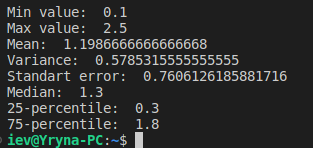 Min value:  0.1
Max value:  2.5
Mean:  1.1986666666666668
Variance:  0.5785315555555555
Standart error:  0.7606126185881716
Median:  1.3
25-percentile:  0.3
75-percentile:  1.8
iev@Yryna-PC:~$